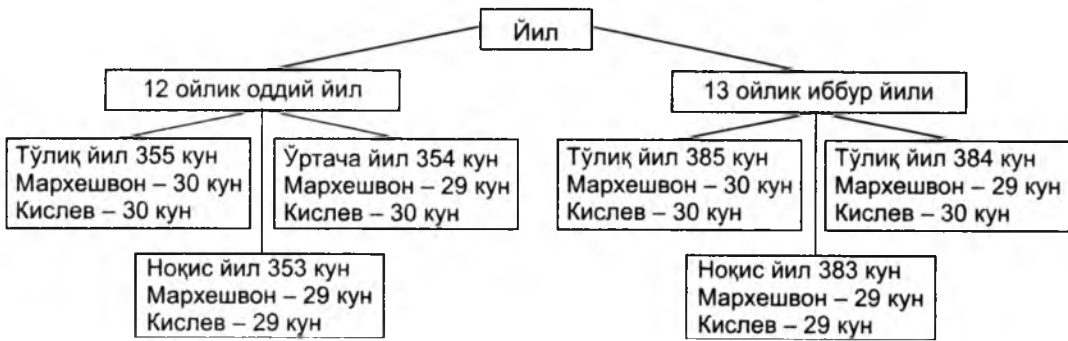 Йил
12 ойлик оддий йил
13 ойлик иббур йили
Тўлиқ йил 355 кун
Мархешвон – 30 кун
Кислев – 30 кун
Ўртача йил 354 кун
Мархешвон – 29 кун
Кислев – 30 кун
Тўлиқ йил 385 кун
Мархешвон – 30 кун
Кислев – 30 кун
Тўлиқ йил 384 кун
Мархешвон – 29 кун
Кислев – 30 кун
Ноқис йил 353 кун
Мархешвон – 29 кун
Кислев – 29 кун
Ноқис йил 383 кун
Мархешвон – 29 кун
Кислев – 29 кун